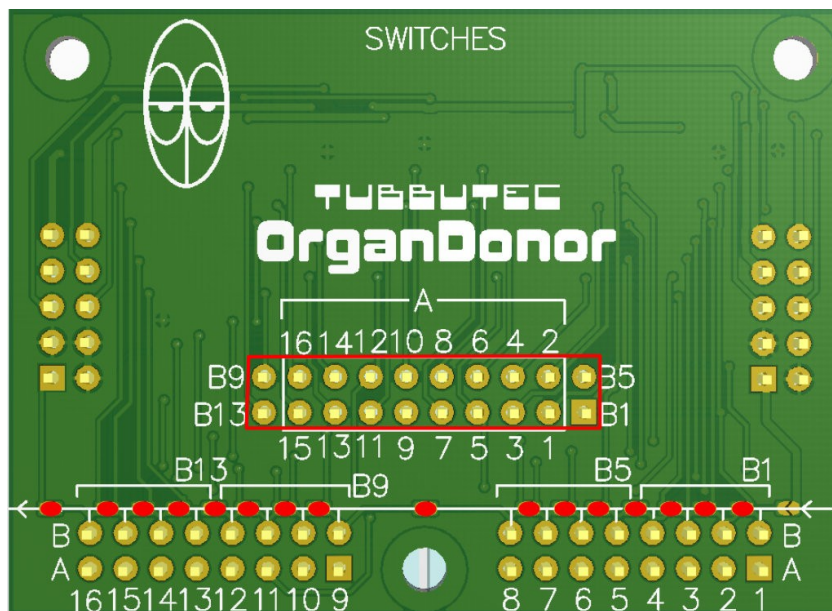 SWITCHES
TUBBUTEC
OrganDonor
A
16 14 12 10 8 6 4 2
B9 B5
B13 B1
15 13 11 9 7 5 3 1
B13 B9 B5 B1
B B
A A
16 15 14 13 12 11 10 9 8 7 6 5 4 3 2 1